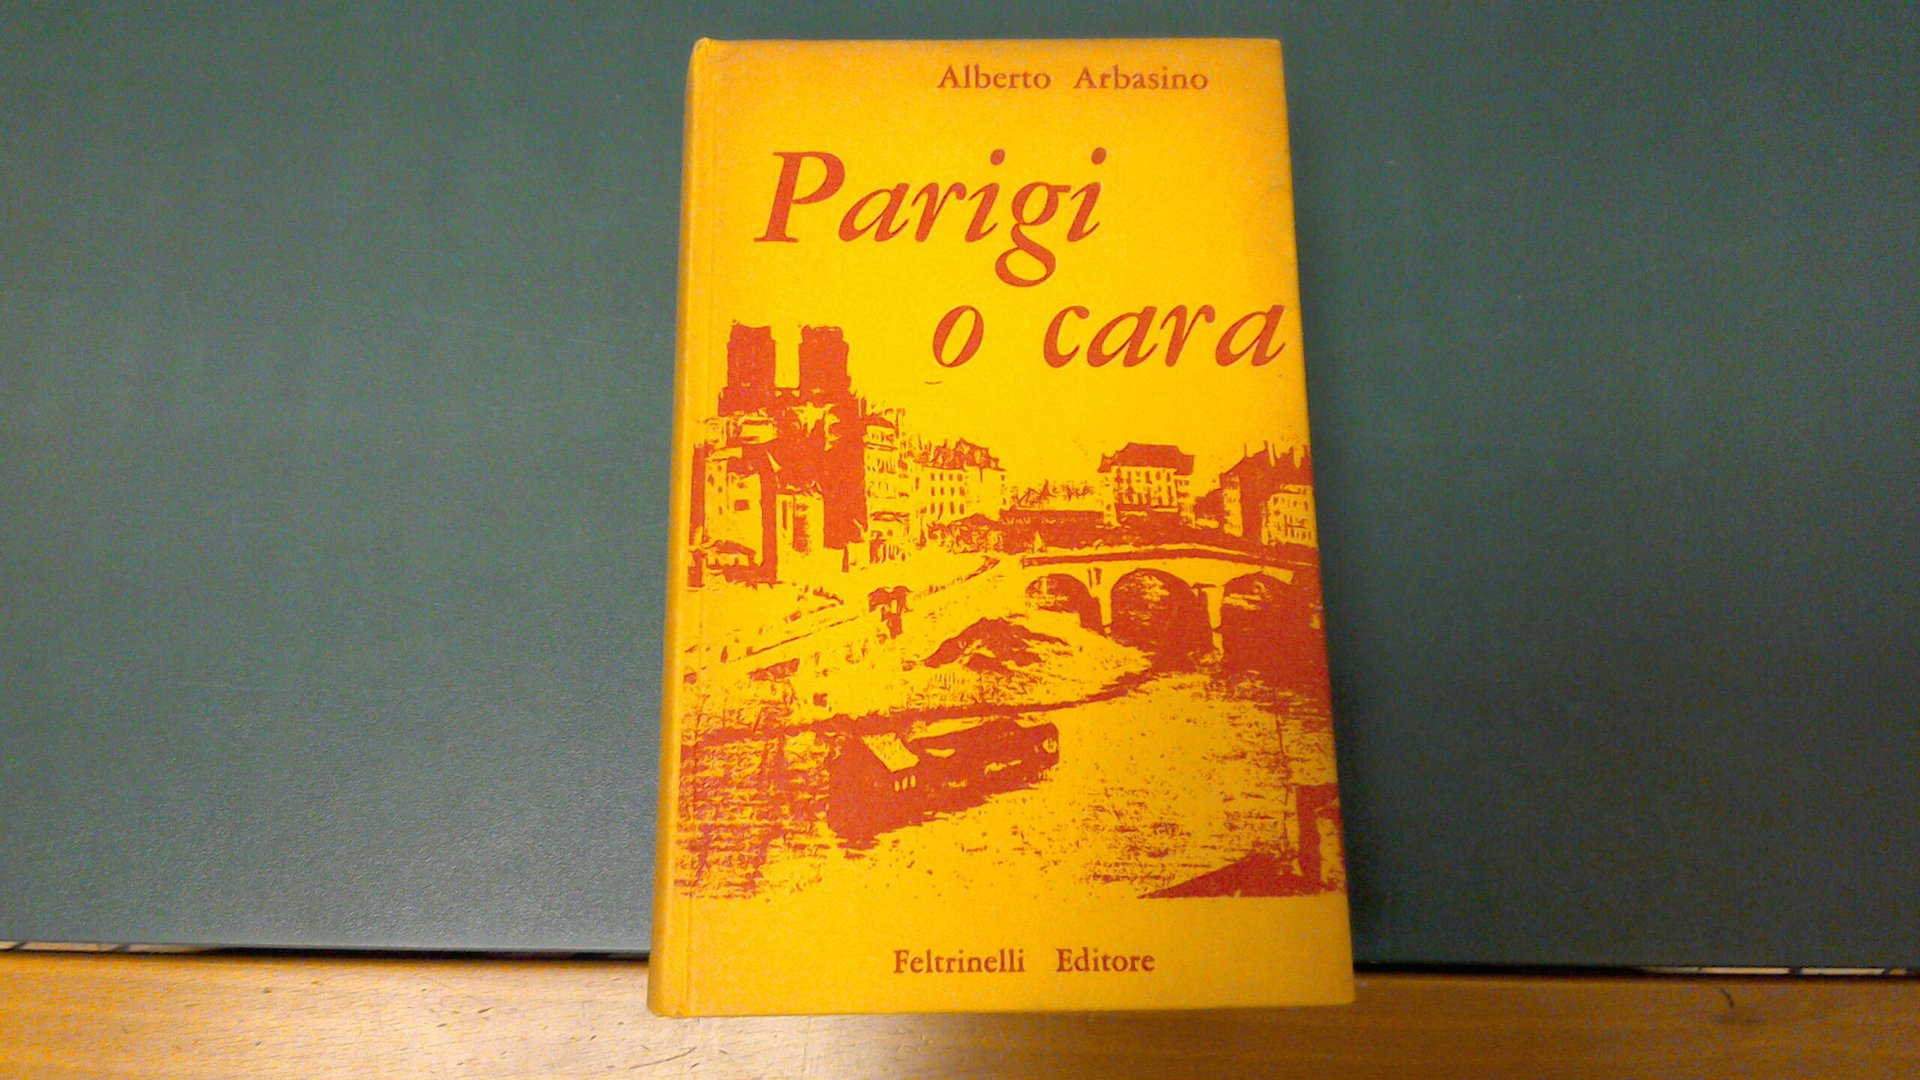 Alberto Arbasino
Parigi
o cara
Feltrinelli Editore